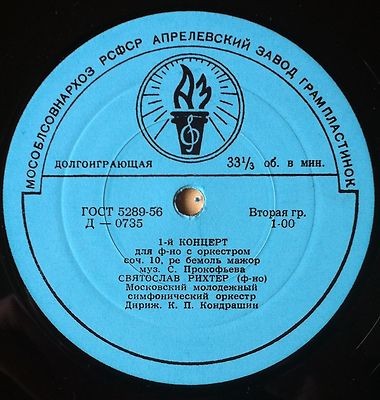 МОСОБЛСОВНАРХОЗ РСФСР АПРЕЛЕВСКИЙ ЗАВОД ГРАМПЛАСТИНОК
АЗ
ДОЛГОИГРАЮЩАЯ 33⅓ об. в мин.
ГОСТ 5289-56 Вторая гр.
Д — 0735 1-00
1-й КОНЦЕРТ
для ф-но с оркестром
соч. 10, ре бемоль мажор
муз. С. Прокофьева
СВЯТОСЛАВ РИХТЕР (ф-но)
Московский молодежный
симфонический оркестр
Дириж. К. П. Кондрашин